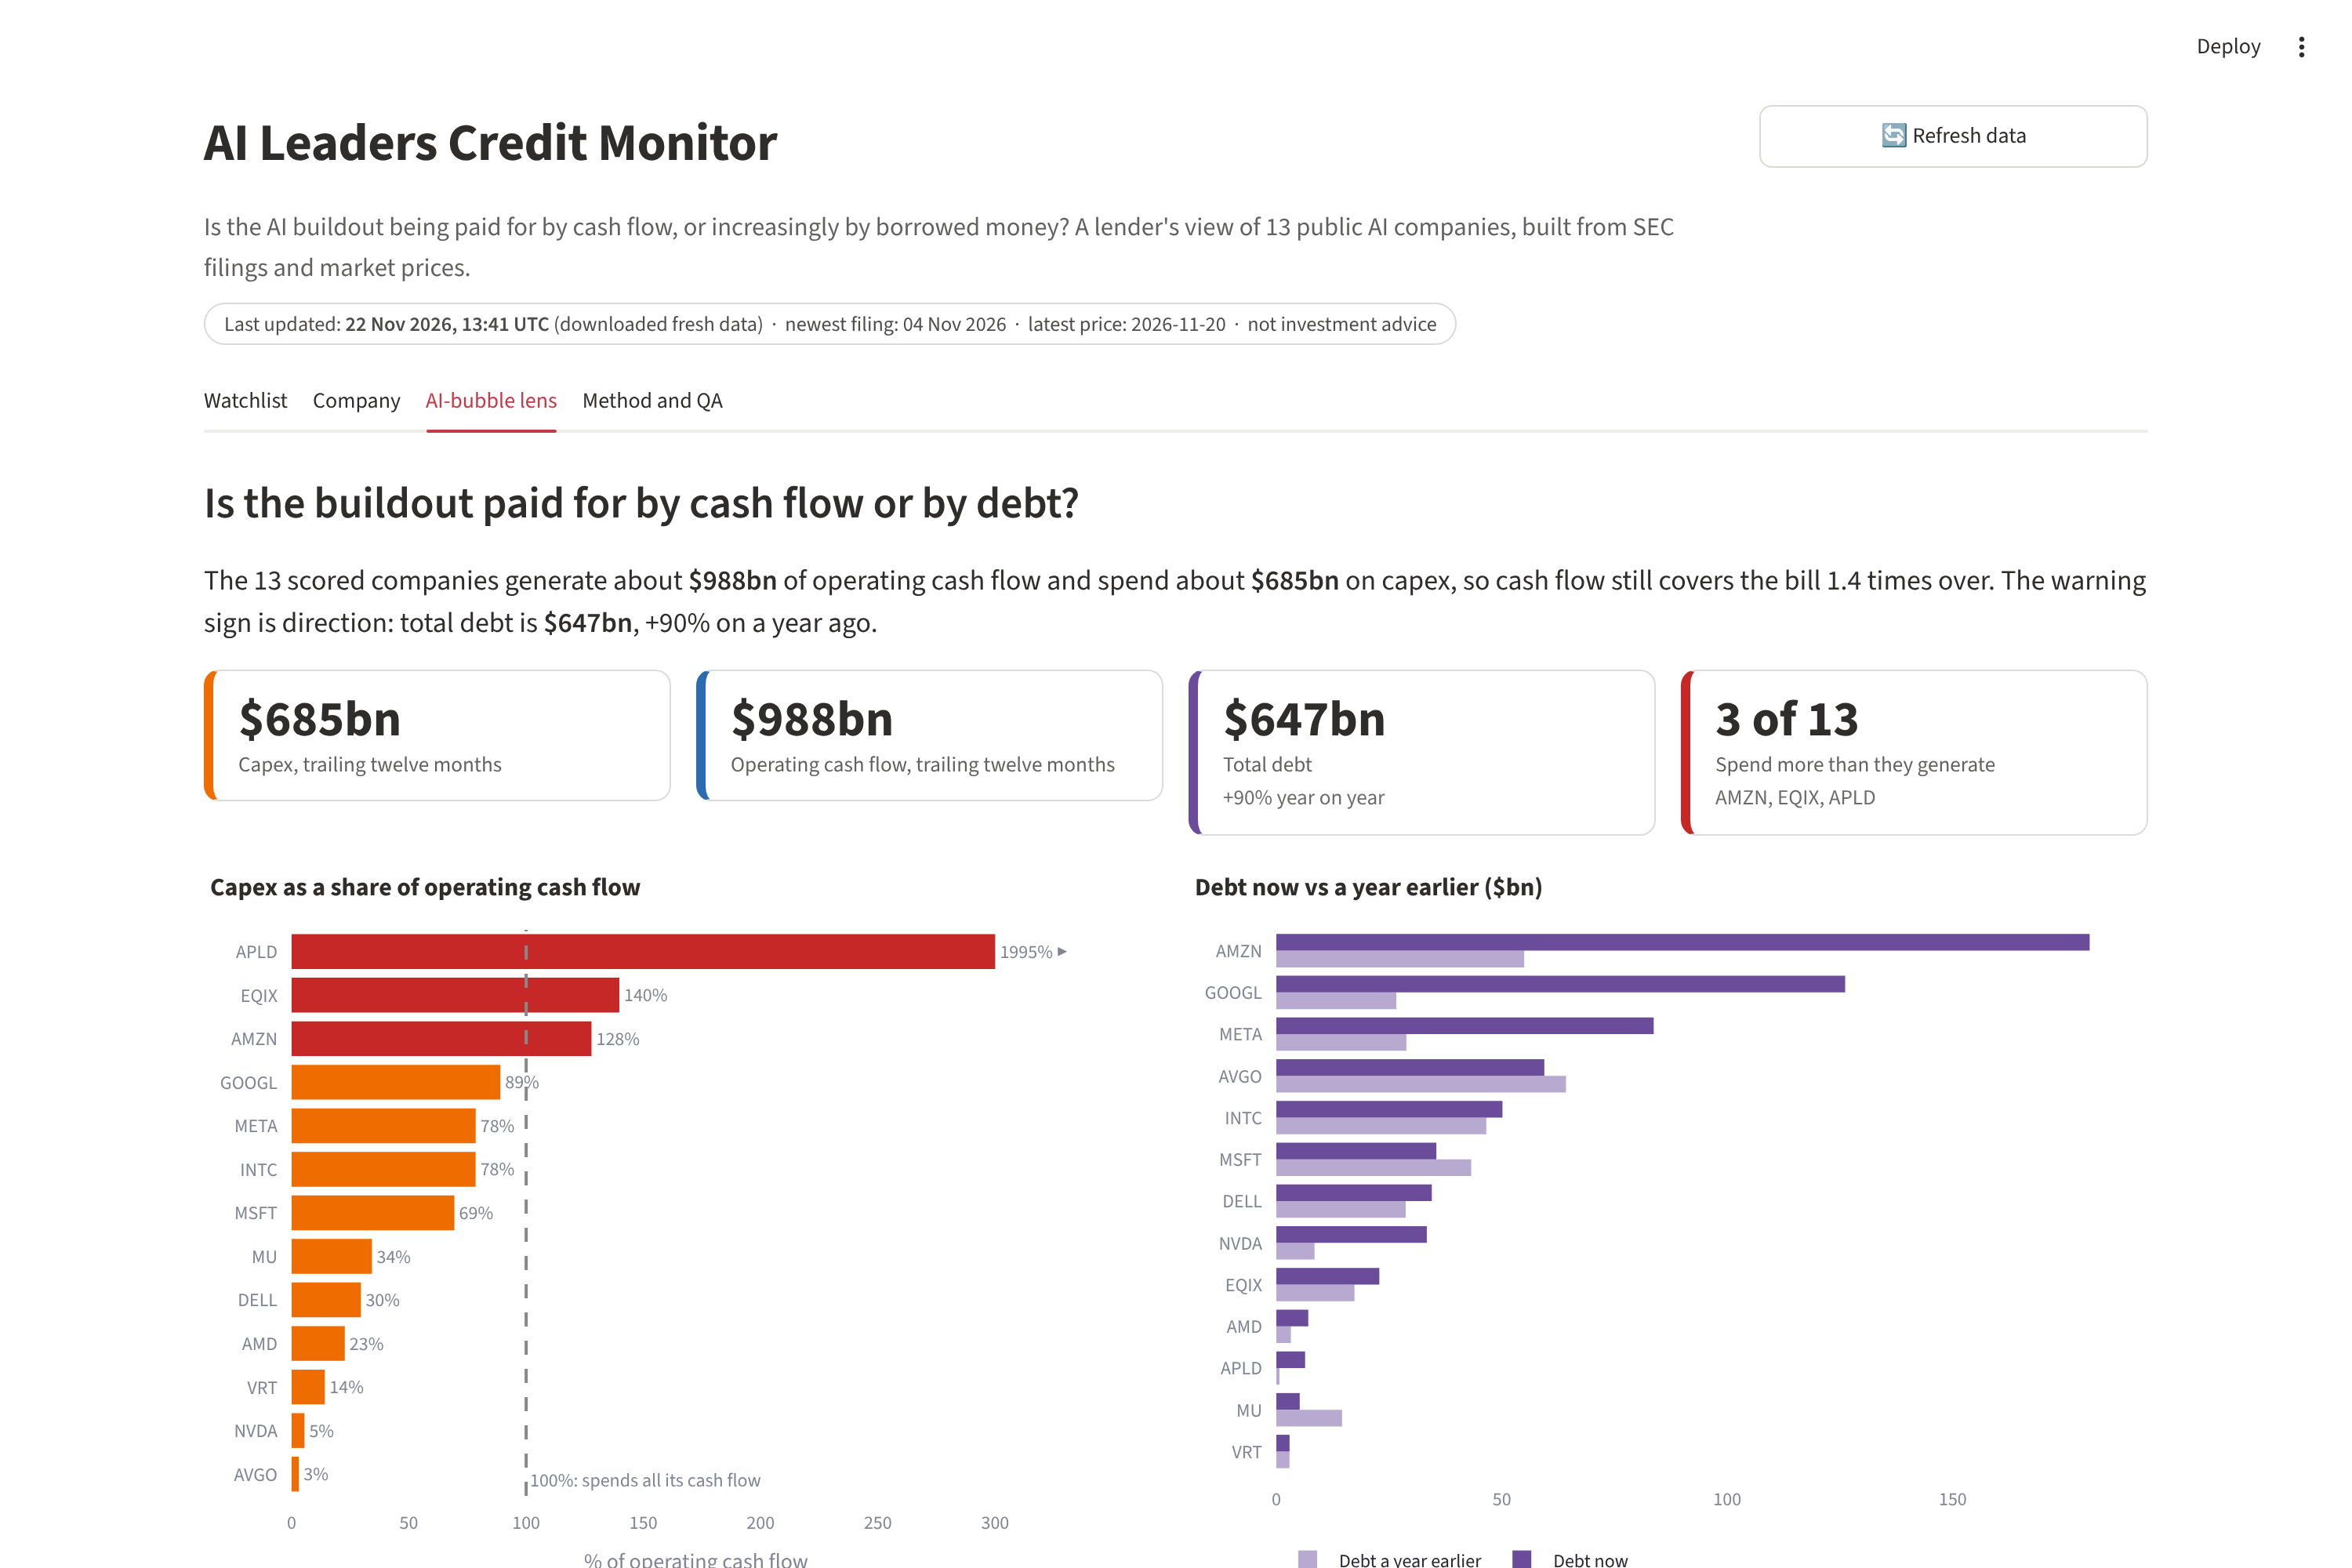 Deploy
AI Leaders Credit Monitor
Refresh data
Is the AI buildout being paid for by cash flow, or increasingly by borrowed money? A lender's view of 13 public AI companies, built from SEC
filings and market prices.
Last updated: 22 Nov 2026, 13:41 UTC (downloaded fresh data) · newest filing: 04 Nov 2026 · latest price: 2026-11-20 · not investment advice
Watchlist Company AI-bubble lens Method and QA
Is the buildout paid for by cash flow or by debt?
The 13 scored companies generate about $988bn of operating cash flow and spend about $685bn on capex, so cash flow still covers the bill 1.4 times over. The warning
sign is direction: total debt is $647bn, +90% on a year ago.
$685bn
Capex, trailing twelve months
$988bn
Operating cash flow, trailing twelve months
$647bn
Total debt
+90% year on year
3 of 13
Spend more than they generate
AMZN, EQIX, APLD
Capex as a share of operating cash flow
APLD 1995% ►
EQIX 140%
AMZN 128%
GOOGL 89%
META 78%
INTC 78%
MSFT 69%
MU 34%
DELL 30%
AMD 23%
VRT 14%
NVDA 5%
AVGO 3%
100%: spends all its cash flow
0 50 100 150 200 250 300
% of operating cash flow
Debt now vs a year earlier ($bn)
AMZN
GOOGL
META
AVGO
INTC
MSFT
DELL
NVDA
EQIX
AMD
APLD
MU
VRT
0 50 100 150
Debt a year earlier Debt now